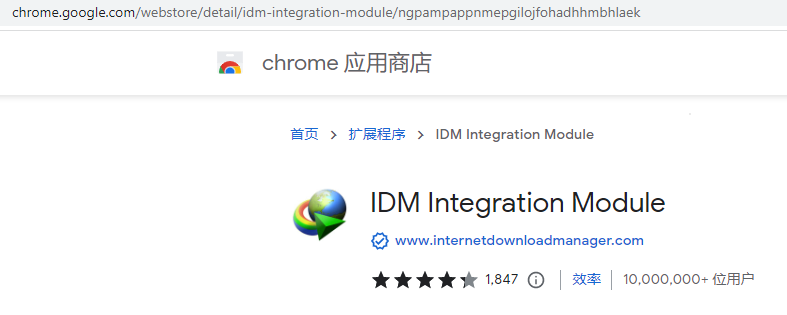 chrome.google.com/webstore/detail/idm-integration-module/ngpampappnmepgilojfohadhhmbhlaek
chrome 应用商店
首页 > 扩展程序 > IDM Integration Module
IDM Integration Module
www.internetdownloadmanager.com
1,847 效率 10,000,000+ 位用户